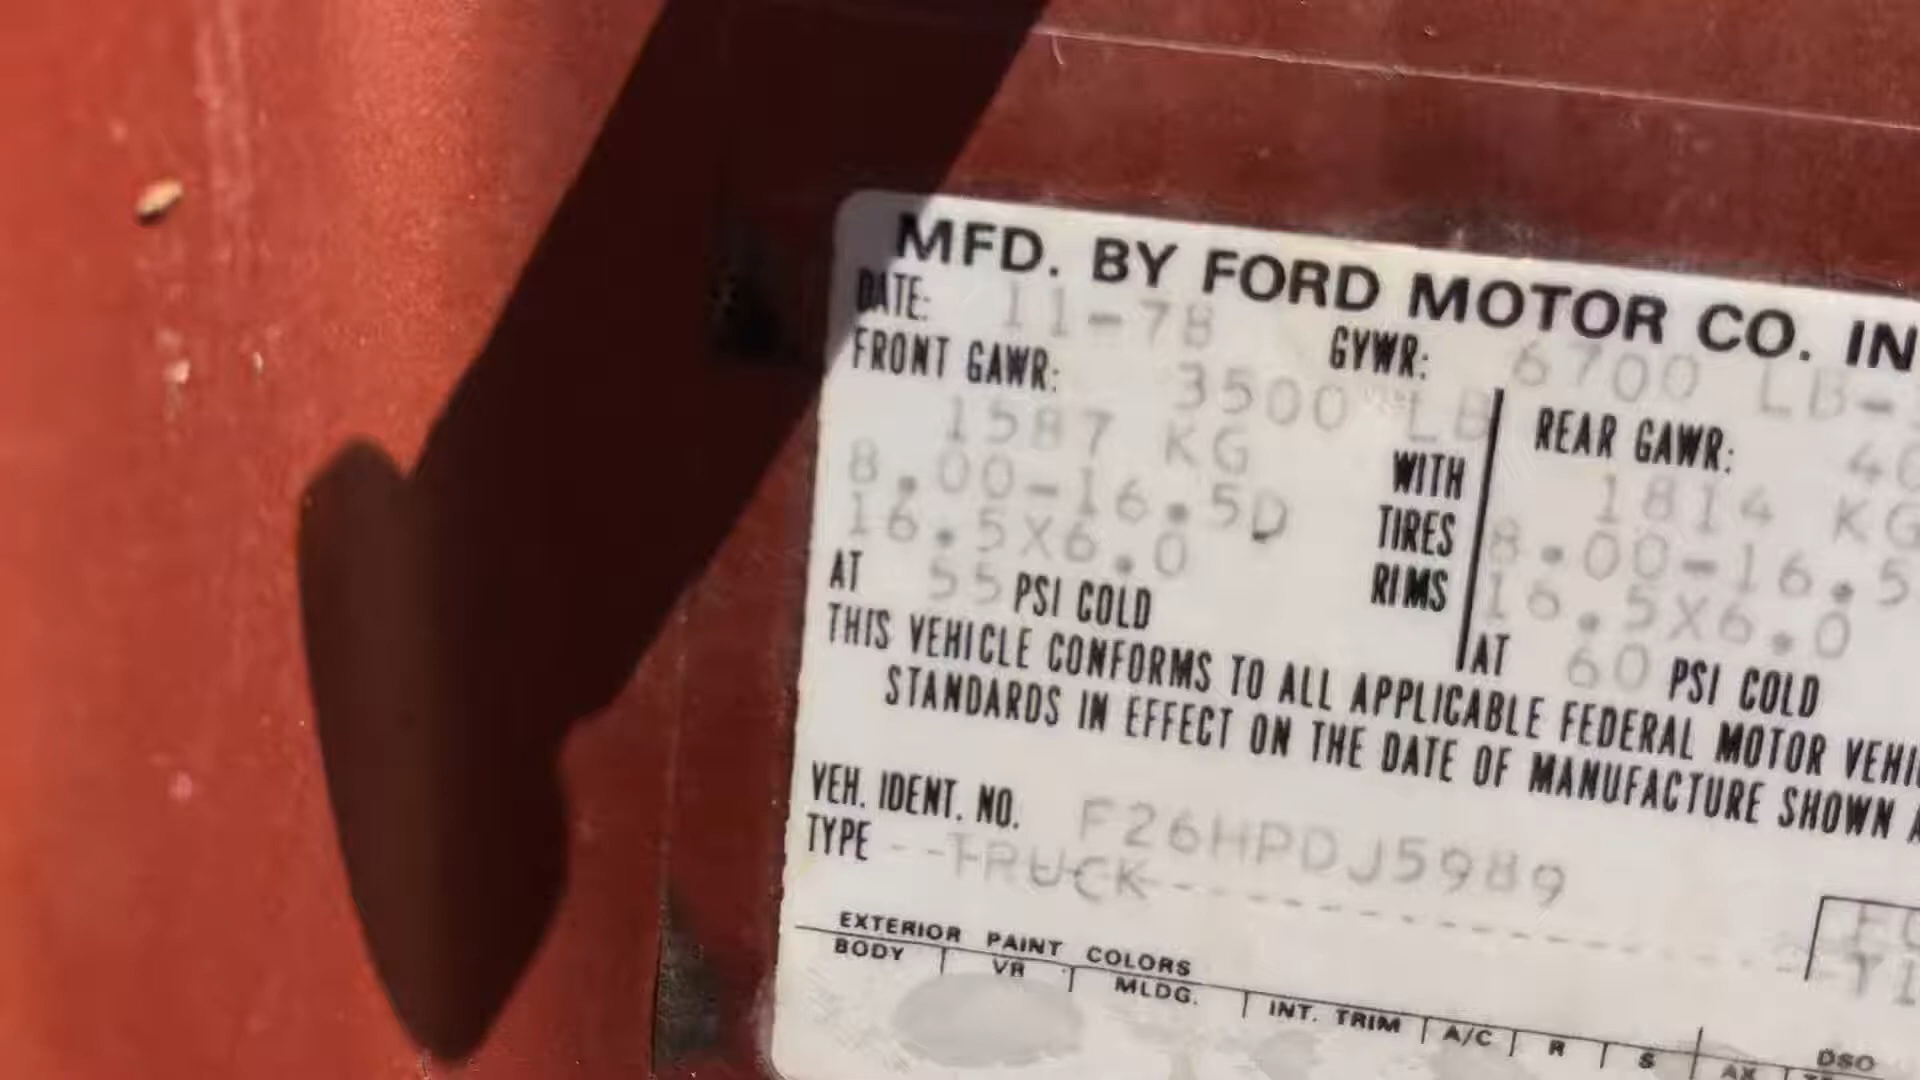 MFD. BY FORD MOTOR CO. IN
DATE: 11-78 GVWR: 6700 LB-
FRONT GAWR: 3500 LB REAR GAWR: 40
1587 KG WITH 1814 KG
8.00-16.5D TIRES 8.00-16.5
16.5X6.0 RIMS 16.5X6.0
AT 55 PSI COLD AT 60 PSI COLD
THIS VEHICLE CONFORMS TO ALL APPLICABLE FEDERAL MOTOR VEHI
STANDARDS IN EFFECT ON THE DATE OF MANUFACTURE SHOWN A
VEH. IDENT. NO. F26HPDJ5989
TYPE --TRUCK-
EXTERIOR PAINT COLORS
BODY VR MLDG. INT. TRIM A/C R S AX DSO